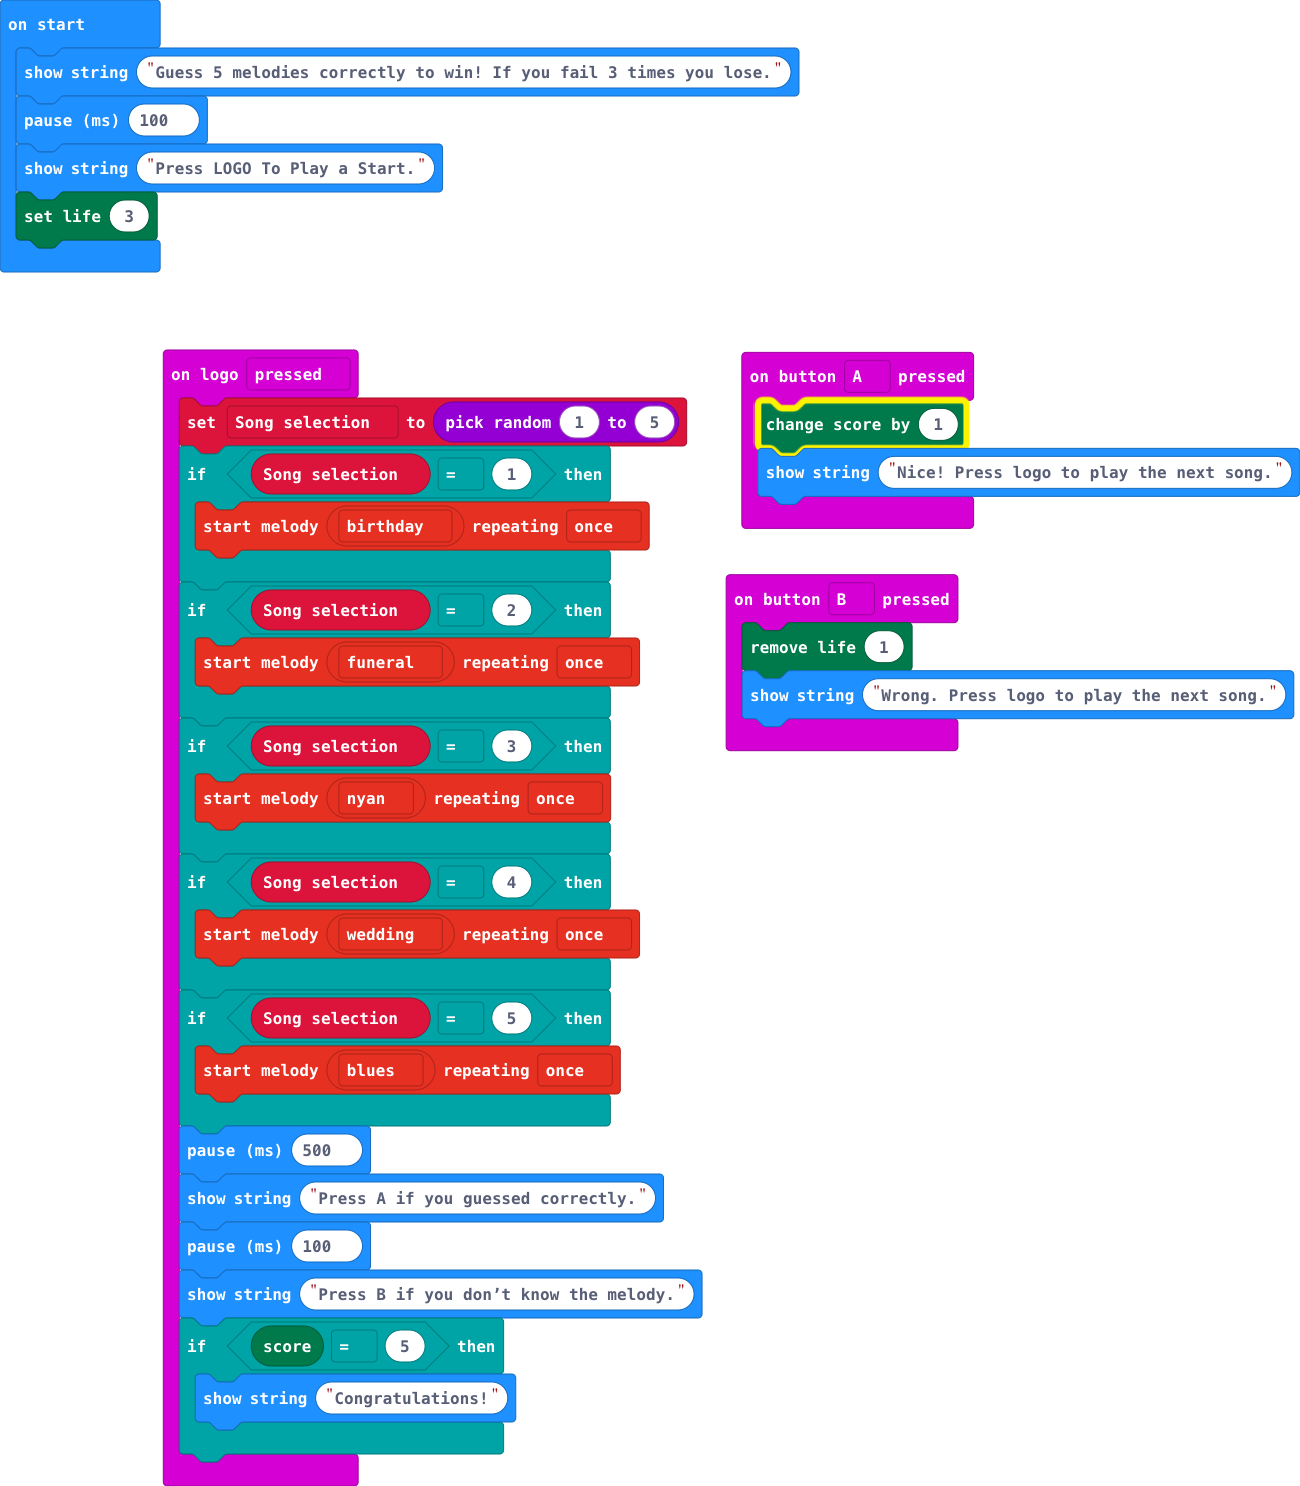 on start
show string "Guess 5 melodies correctly to win! If you fail 3 times you lose."
pause (ms) 100
show string "Press LOGO To Play a Start."
set life 3
on logo pressed
set Song selection to pick random 1 to 5
if Song selection = 1 then
start melody birthday repeating once
if Song selection = 2 then
start melody funeral repeating once
if Song selection = 3 then
start melody nyan repeating once
if Song selection = 4 then
start melody wedding repeating once
if Song selection = 5 then
start melody blues repeating once
pause (ms) 500
show string "Press A if you guessed correctly."
pause (ms) 100
show string "Press B if you don’t know the melody."
if score = 5 then
show string "Congratulations!"
on button A pressed
change score by 1
show string "Nice! Press logo to play the next song."
on button B pressed
remove life 1
show string "Wrong. Press logo to play the next song."